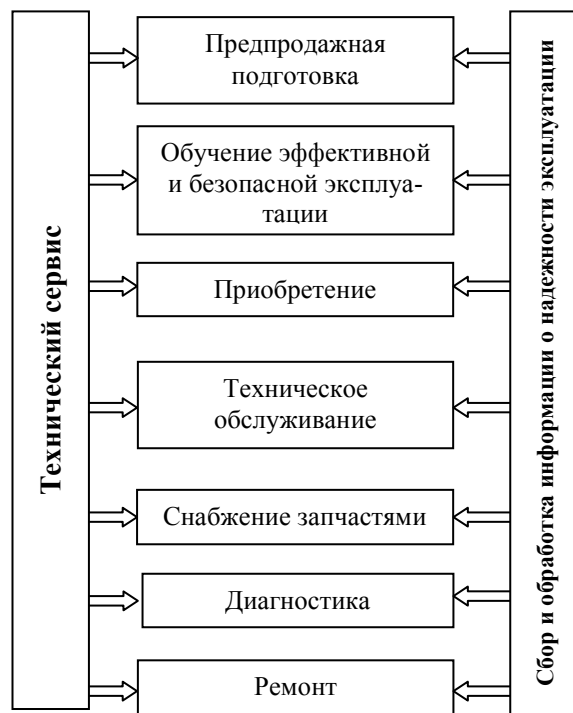 Технический сервис
Предпродажная
подготовка
Обучение эффективной
и безопасной эксплуа-
тации
Приобретение
Техническое
обслуживание
Снабжение запчастями
Диагностика
Ремонт
Сбор и обработка информации о надежности эксплуатации